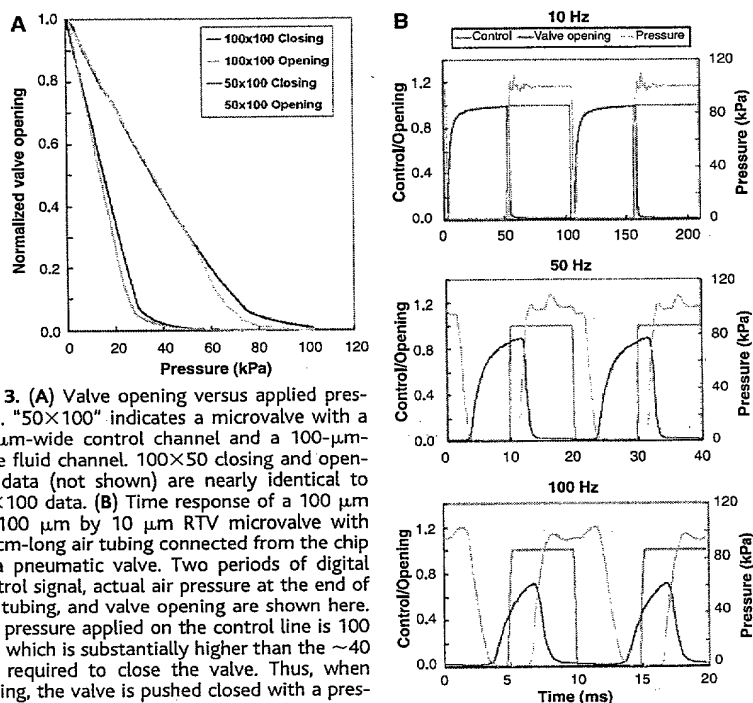 A
1.0
0.8
0.6
0.4
0.2
0.0
Normalized valve opening
100x100 Closing
100x100 Opening
50x100 Closing
50x100 Opening
0 20 40 60 80 100 120
Pressure (kPa)
3. (A) Valve opening versus applied pres-
. "50×100" indicates a microvalve with a
μm-wide control channel and a 100-μm-
e fluid channel. 100×50 closing and open-
data (not shown) are nearly identical to
×100 data. (B) Time response of a 100 μm
100 μm by 10 μm RTV microvalve with
cm-long air tubing connected from the chip
a pneumatic valve. Two periods of digital
trol signal, actual air pressure at the end of
tubing, and valve opening are shown here.
pressure applied on the control line is 100
which is substantially higher than the ~40
required to close the valve. Thus, when
ing, the valve is pushed closed with a pres-
B
10 Hz
Control Valve opening Pressure
Control/Opening
1.2
0.8
0.4
0.0
120
80
40
0
Pressure (kPa)
0 50 100 150 200
50 Hz
Control/Opening
1.2
0.8
0.4
0.0
120
80
40
0
Pressure (kPa)
0 10 20 30 40
100 Hz
Control/Opening
1.2
0.8
0.4
0.0
120
80
40
0
Pressure (kPa)
0 5 10 15 20
Time (ms)